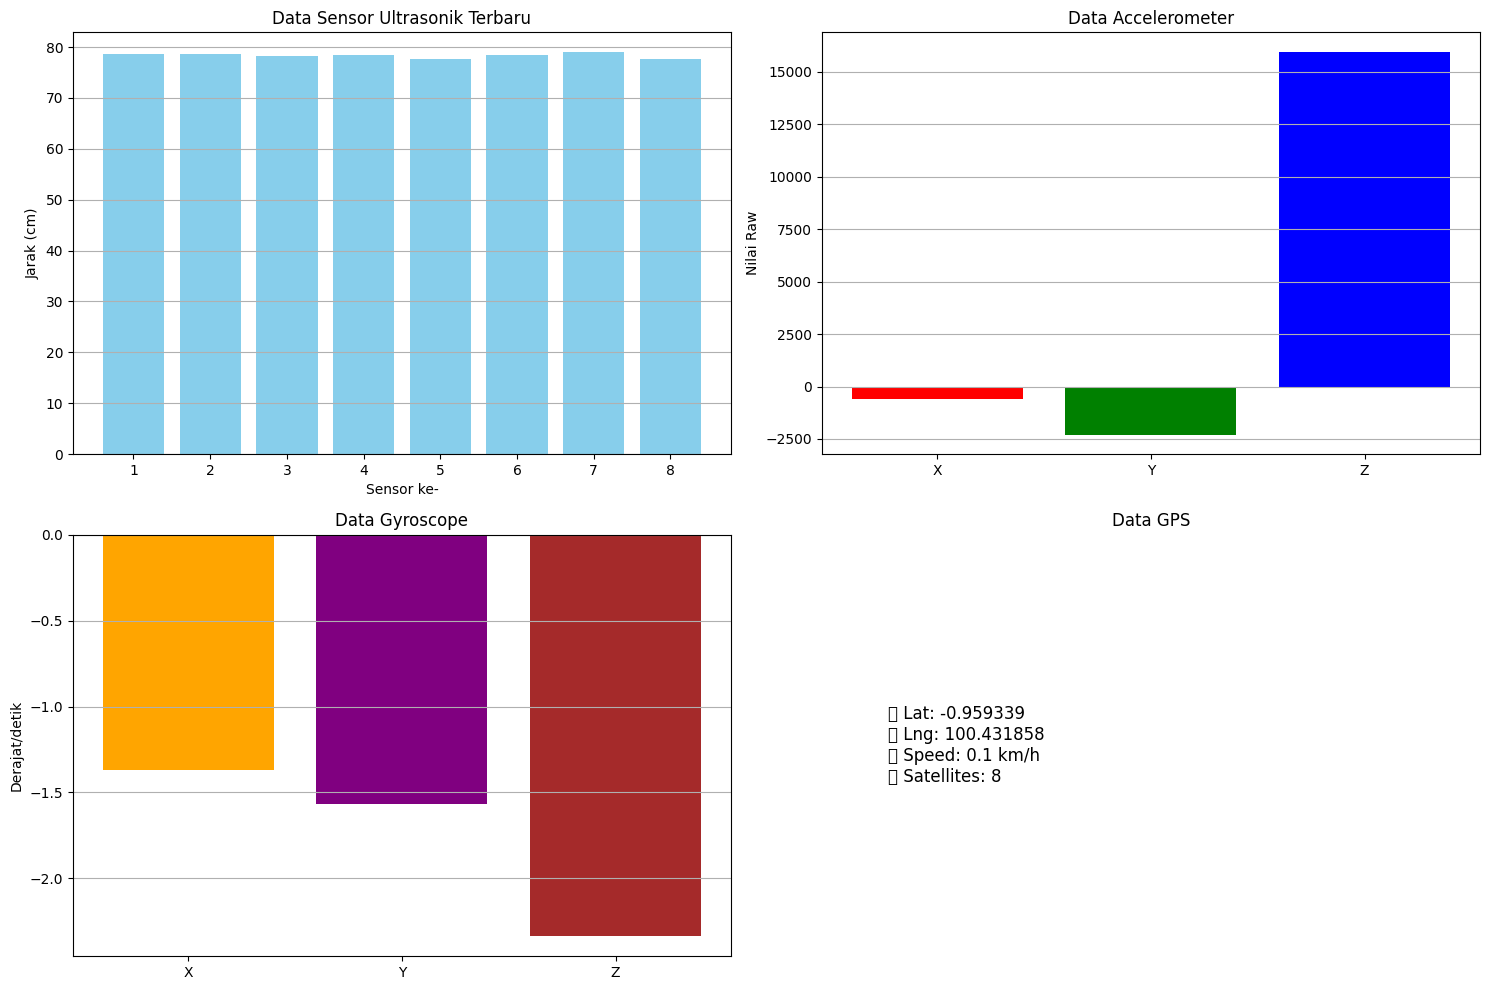 Data Sensor Ultrasonik Terbaru
80
70
60
50
40
30
20
10
0
Jarak (cm)
1 2 3 4 5 6 7 8
Sensor ke-
Data Accelerometer
15000
12500
10000
7500
5000
2500
0
−2500
Nilai Raw
X Y Z
Data Gyroscope
0.0
−0.5
−1.0
−1.5
−2.0
Derajat/detik
X Y Z
Data GPS
Lat: -0.959339
Lng: 100.431858
Speed: 0.1 km/h
Satellites: 8